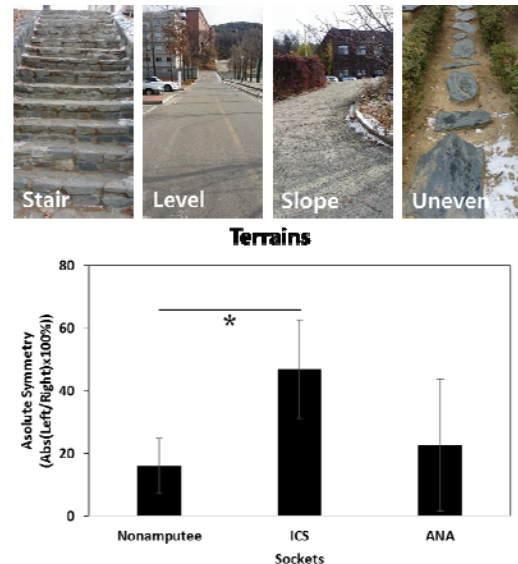 Stair Level Slope Uneven
Terrains
80
60
40
20
0
*
Asolute Symmetry
(Abs(Left/Right)x100%))
Nonamputee ICS ANA
Sockets